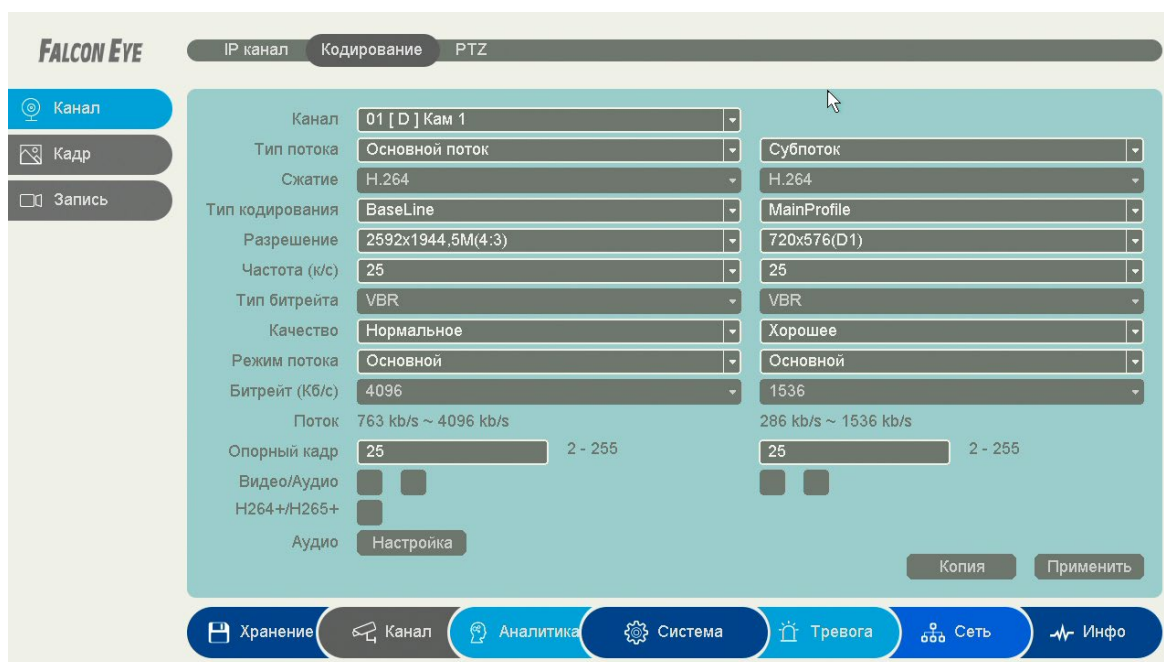 FALCON EYE
IP канал Кодирование PTZ
Канал
Кадр
Запись
Канал 01 [ D ] Кам 1
Тип потока Основной поток Субпоток
Сжатие H.264 H.264
Тип кодирования BaseLine MainProfile
Разрешение 2592x1944,5M(4:3) 720x576(D1)
Частота (к/с) 25 25
Тип битрейта VBR VBR
Качество Нормальное Хорошее
Режим потока Основной Основной
Битрейт (Кб/с) 4096 1536
Поток 763 kb/s ~ 4096 kb/s 286 kb/s ~ 1536 kb/s
Опорный кадр 25 2 - 255 25 2 - 255
Видео/Аудио
H264+/H265+
Аудио Настройка
Копия Применить
Хранение Канал Аналитика Система Тревога Сеть Инфо